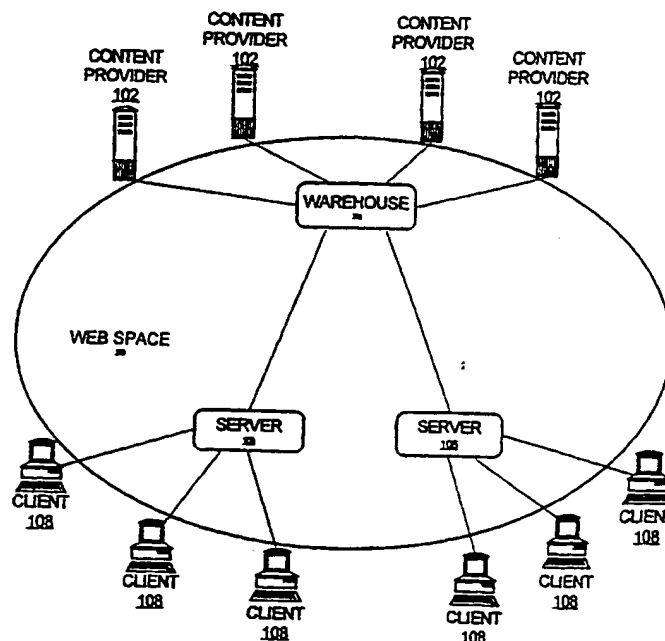 CONTENT
PROVIDER
102
CONTENT
PROVIDER
102
CONTENT
PROVIDER
102
CONTENT
PROVIDER
102
WAREHOUSE
WEB SPACE
SERVER
SERVER
CLIENT
108
CLIENT
108
CLIENT
108
CLIENT
108
CLIENT
108
CLIENT
108